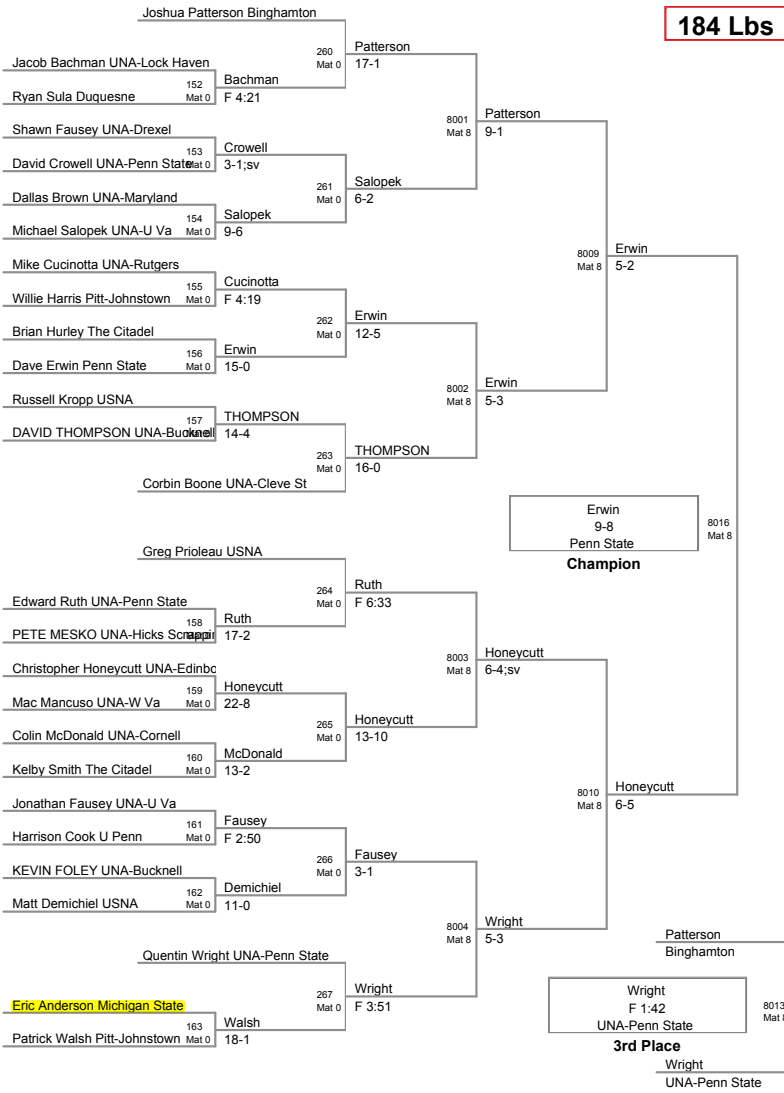 Joshua Patterson Binghamton
184 Lbs
260
Mat 0
Patterson
17-1
Jacob Bachman UNA-Lock Haven
152
Mat 0
Bachman
F 4:21
Ryan Sula Duquesne
8001
Mat 8
Patterson
9-1
Shawn Fausey UNA-Drexel
153
Mat 0
Crowell
3-1;sv
David Crowell UNA-Penn State
261
Mat 0
Salopek
6-2
Dallas Brown UNA-Maryland
154
Mat 0
Salopek
9-6
Michael Salopek UNA-U Va
8009
Mat 8
Erwin
5-2
Mike Cucinotta UNA-Rutgers
155
Mat 0
Cucinotta
F 4:19
Willie Harris Pitt-Johnstown
262
Mat 0
Erwin
12-5
Brian Hurley The Citadel
156
Mat 0
Erwin
15-0
Dave Erwin Penn State
8002
Mat 8
Erwin
5-3
Russell Kropp USNA
157
THOMPSON
14-4
DAVID THOMPSON UNA-Bucknell
263
Mat 0
THOMPSON
16-0
Corbin Boone UNA-Cleve St
Erwin
9-8
Penn State
Champion
8016
Mat 8
Greg Prioleau USNA
264
Mat 0
Ruth
F 6:33
Edward Ruth UNA-Penn State
158
Ruth
17-2
PETE MESKO UNA-Hicks
8003
Mat 8
Honeycutt
6-4;sv
Christopher Honeycutt UNA-Edinbo
159
Mat 0
Honeycutt
22-8
Mac Mancuso UNA-W Va
265
Mat 0
Honeycutt
13-10
Colin McDonald UNA-Cornell
160
Mat 0
McDonald
13-2
Kelby Smith The Citadel
8010
Mat 8
Honeycutt
6-5
Jonathan Fausey UNA-U Va
161
Mat 0
Fausey
F 2:50
Harrison Cook U Penn
266
Mat 0
Fausey
3-1
KEVIN FOLEY UNA-Bucknell
162
Mat 0
Demichiel
11-0
Matt Demichiel USNA
8004
Mat 8
Wright
5-3
Quentin Wright UNA-Penn State
267
Mat 0
Wright
F 3:51
Eric Anderson Michigan State
163
Mat 0
Walsh
18-1
Patrick Walsh Pitt-Johnstown
Patterson
Binghamton
Wright
F 1:42
UNA-Penn State
3rd Place
8013
Mat 8
Wright
UNA-Penn State